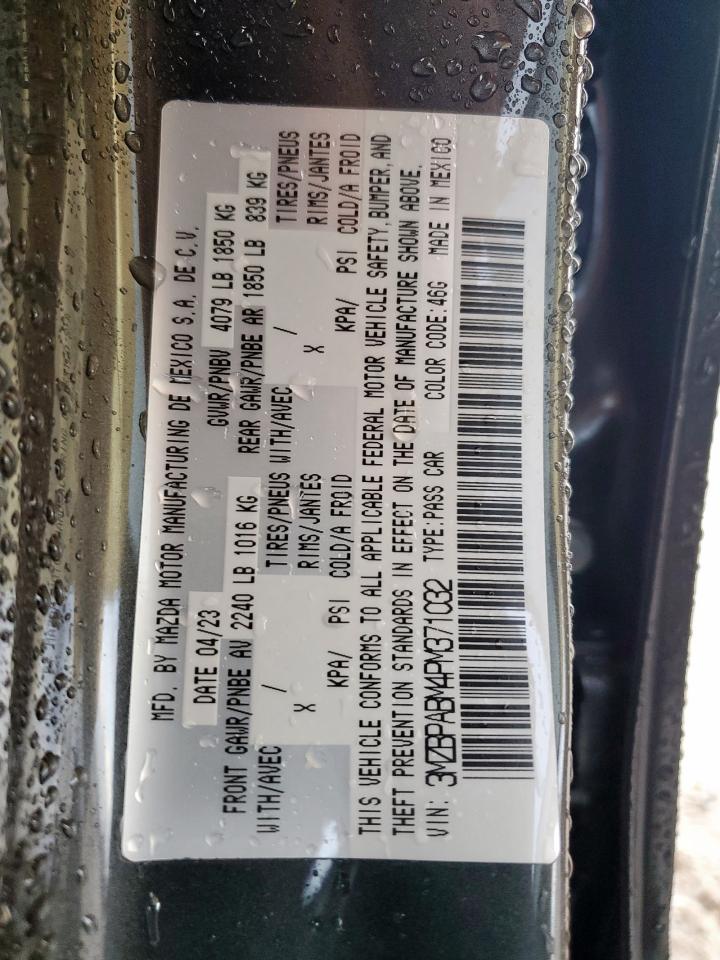 MFD. BY MAZDA MOTOR MANUFACTURING DE MEXICO S.A. DE C.V.
DATE 04/23 GVWR/PNBV 4079 LB 1850 KG
FRONT GAWR/PNBE AV 2240 LB 1016 KG REAR GAWR/PNBE AR 1850 LB 839 KG
WITH/AVEC / TIRES/PNEUS WITH/AVEC / TIRES/PNEUS
X RIMS/JANTES X RIMS/JANTES
KPA/ PSI COLD/A FROID KPA/ PSI COLD/A FROID
THIS VEHICLE CONFORMS TO ALL APPLICABLE FEDERAL MOTOR VEHICLE SAFETY, BUMPER, AND
THEFT PREVENTION STANDARDS IN EFFECT ON THE DATE OF MANUFACTURE SHOWN ABOVE.
VIN: 3MZBPABM4PM371032 TYPE:PASS CAR COLOR CODE:46G MADE IN MEXICO